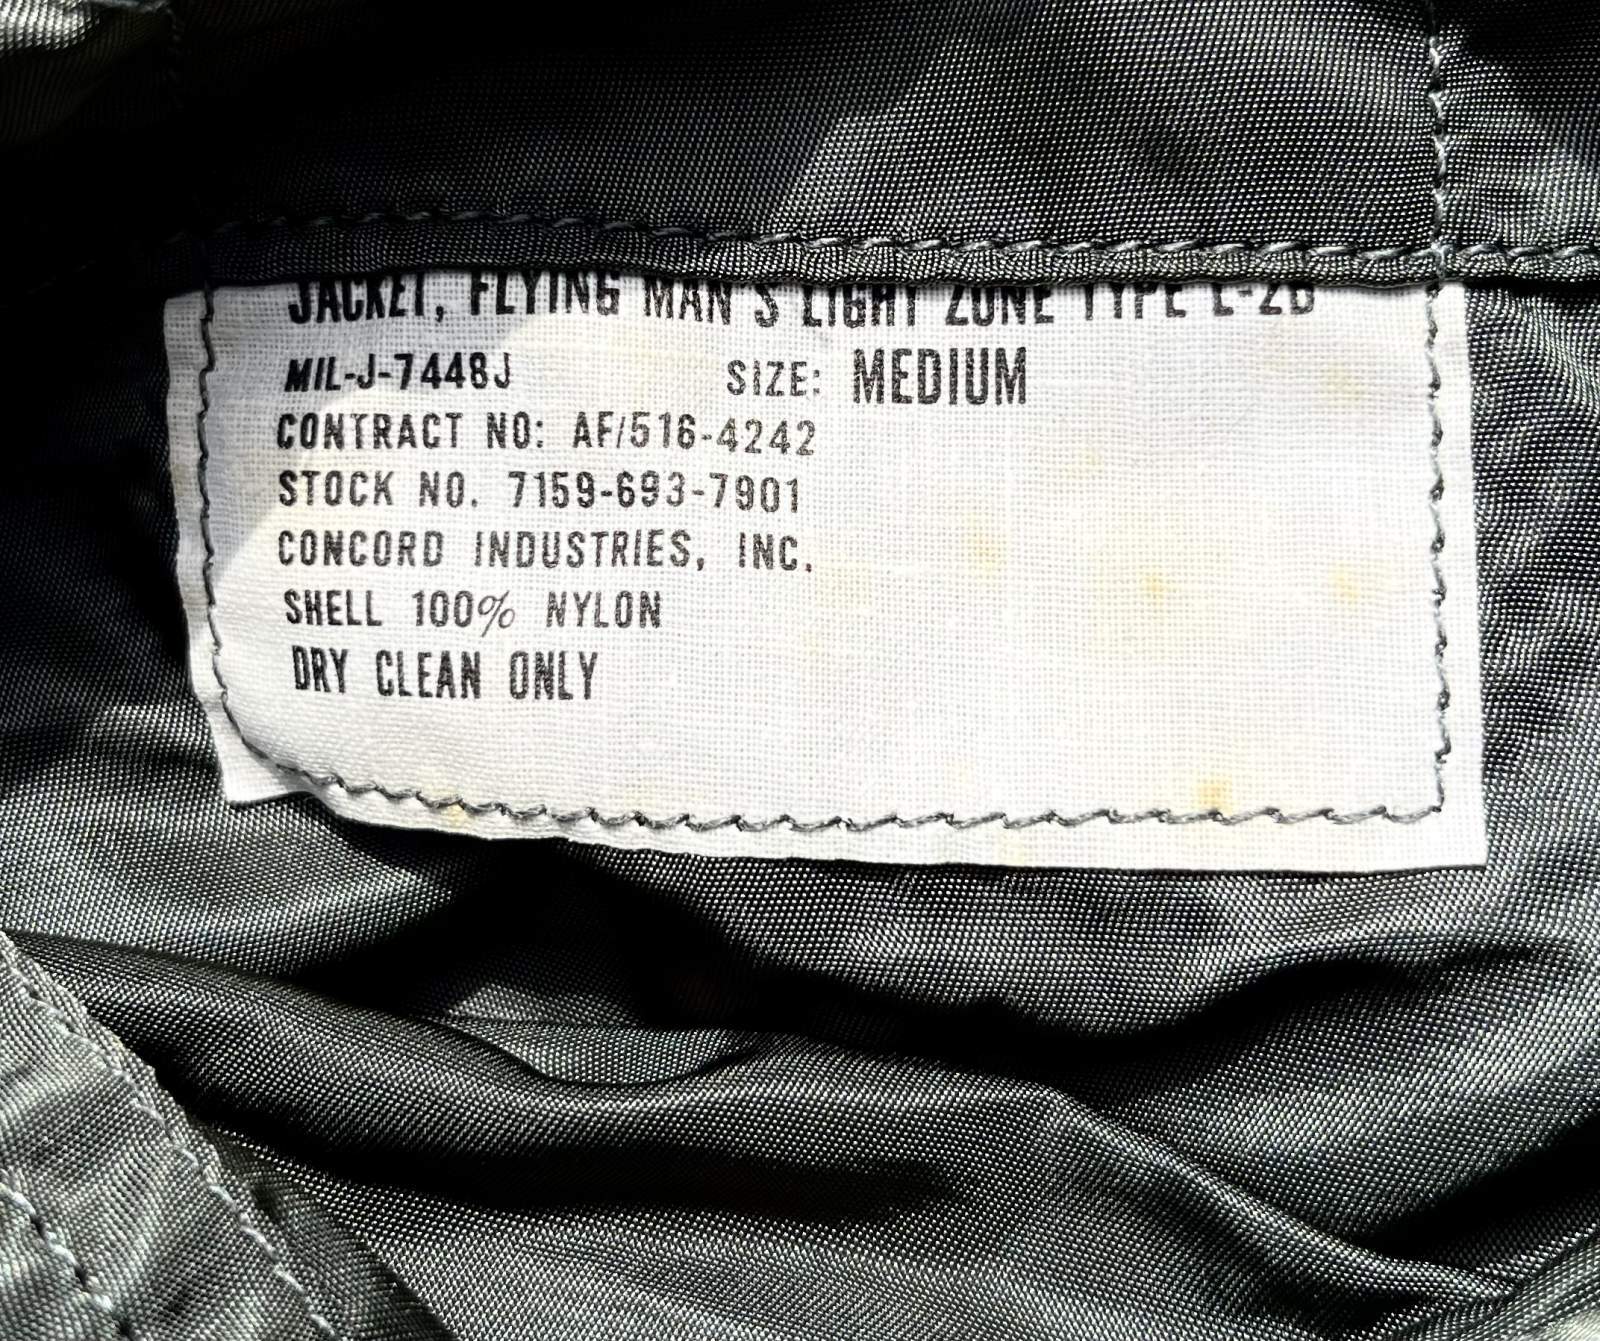 JACKET, FLYING MAN'S LIGHT ZONE TYPE L-2B
MIL-J-7448J SIZE: MEDIUM
CONTRACT NO: AF/516-4242
STOCK NO. 7159-693-7901
CONCORD INDUSTRIES, INC.
SHELL 100% NYLON
DRY CLEAN ONLY